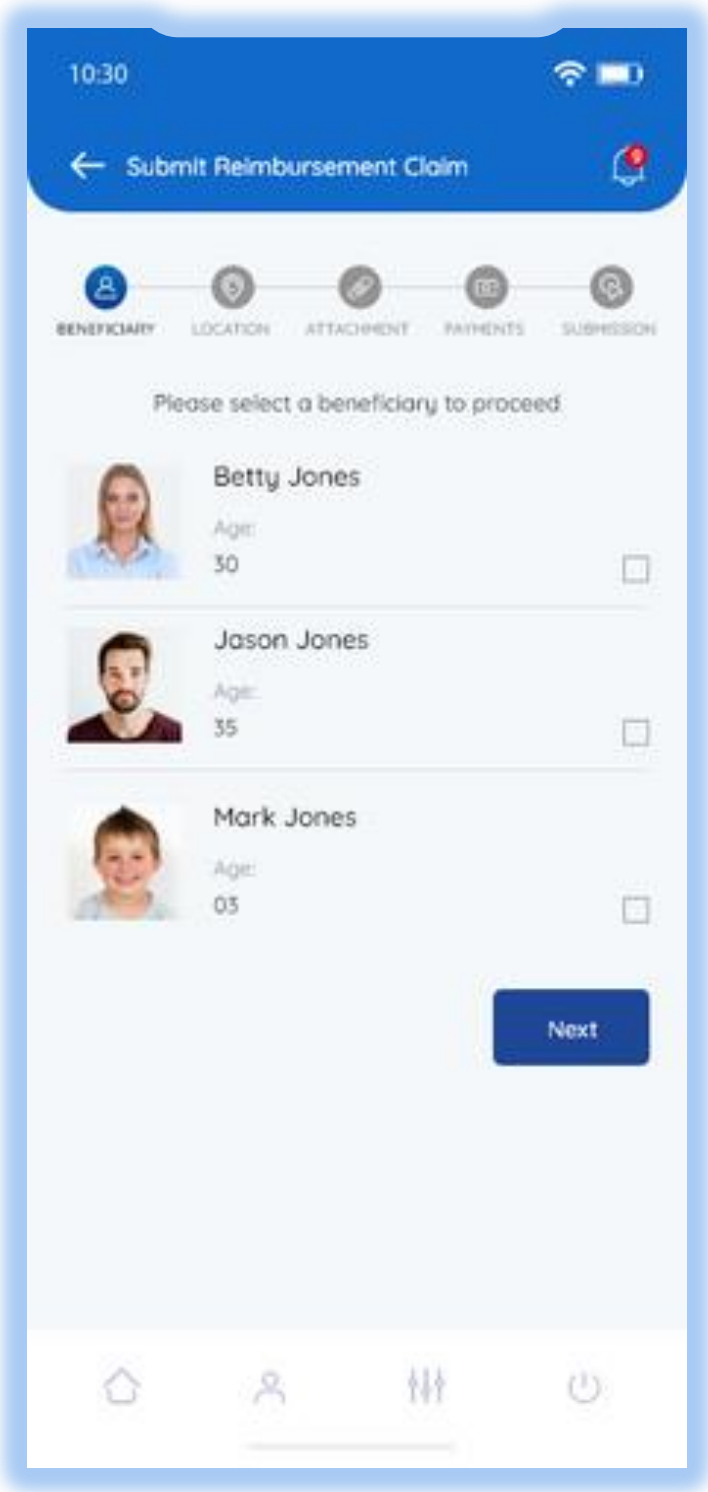 10:30
Submit Reimbursement Claim
9
BENEFICIARY LOCATION ATTACHMENT PAYMENTS SUBMISSION
Please select a beneficiary to proceed
Betty Jones
Age:
30
Jason Jones
Age:
35
Mark Jones
Age:
03
Next